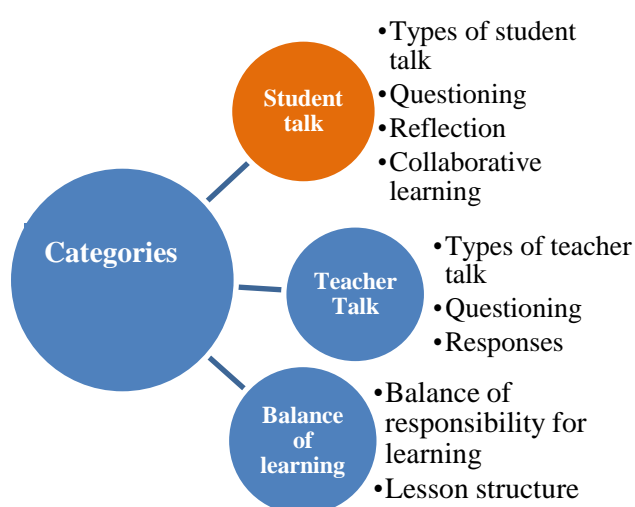 Categories
Student
talk
•Types of student
talk
•Questioning
•Reflection
•Collaborative
learning
Teacher
Talk
•Types of teacher
talk
•Questioning
•Responses
Balance
of
learning
•Balance of
responsibility for
learning
•Lesson structure